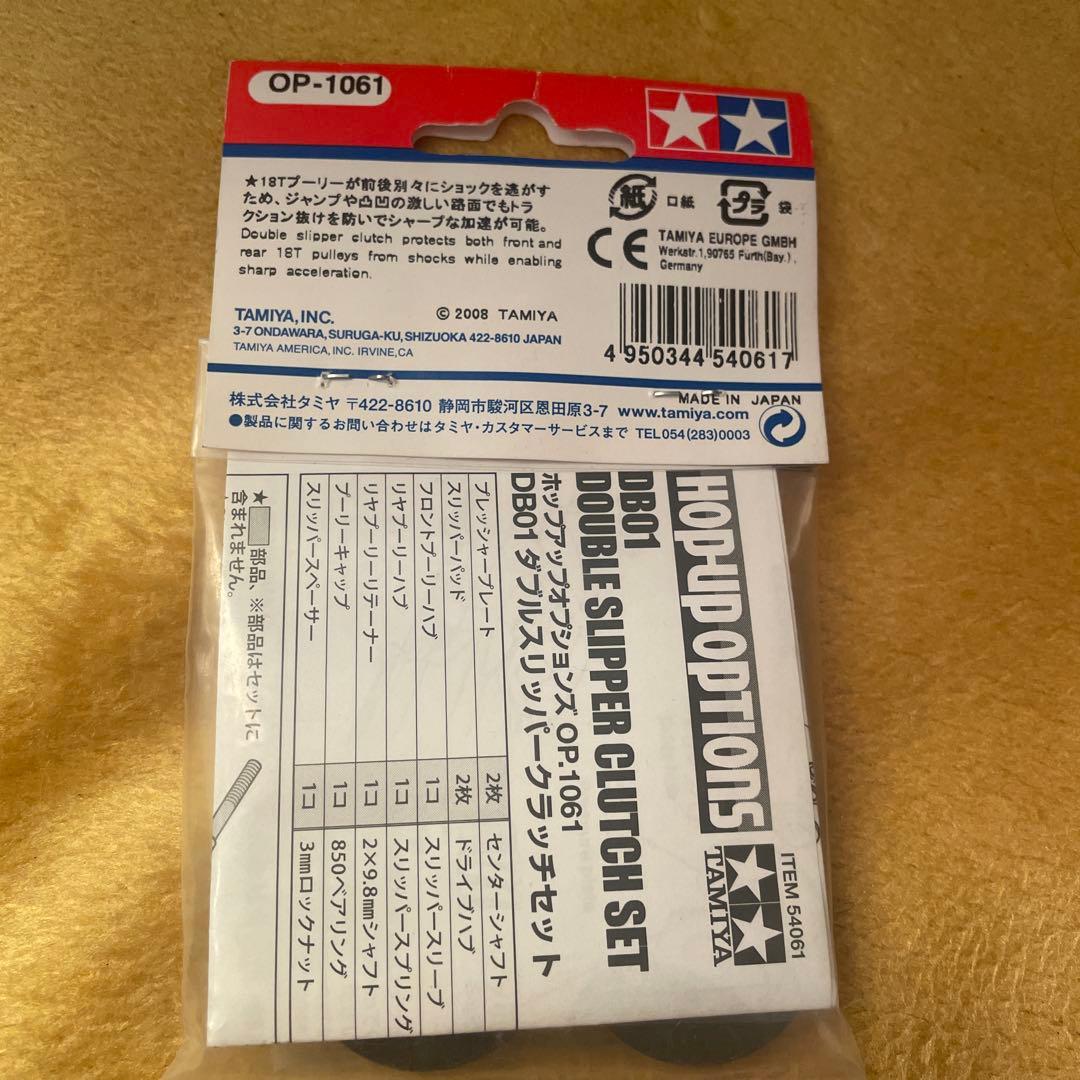 OP-1061
★18Tプーリーが前後別々にショックを逃がす
ため、ジャンプや凸凹の激しい路面でもトラ
クション抜けを防いでシャープな加速が可能。
Double slipper clutch protects both front and
rear 18T pulleys from shocks while enabling
sharp acceleration.
紙 口紙
プラ 袋
CE
TAMIYA EUROPE GMBH
Werkstr.1,90765 Furth(Bay.),
Germany
TAMIYA, INC.
© 2008 TAMIYA
3-7 ONDAWARA, SURUGA-KU, SHIZUOKA 422-8610 JAPAN
TAMIYA AMERICA, INC. IRVINE, CA
4 950344 540617
MADE IN JAPAN
株式会社タミヤ 〒422-8610 静岡市駿河区恩田原3-7 www.tamiya.com
●製品に関するお問い合わせはタミヤ・カスタマーサービスまで TEL054(283)0003
ITEM 54061
HOP-UP OPTIONS
TAMIYA
DB01
DOUBLE SLIPPER CLUTCH SET
ホップアップオプションズ OP.1061
DB01 ダブルスリッパークラッチセット
プレッシャープレート 2枚 センターシャフト
スリッパーパッド 2枚 ドライブハブ
フロントプーリーハブ 1コ スリッパースリーブ
リヤプーリーハブ 1コ スリッパースプリング
リヤプーリーリテーナー 1コ 2×9.8mmシャフト
プーリーキャップ 1コ 850ベアリング
スリッパースペーサー 1コ 3mmロックナット
★ 部品、※部品はセットに
含まれません。